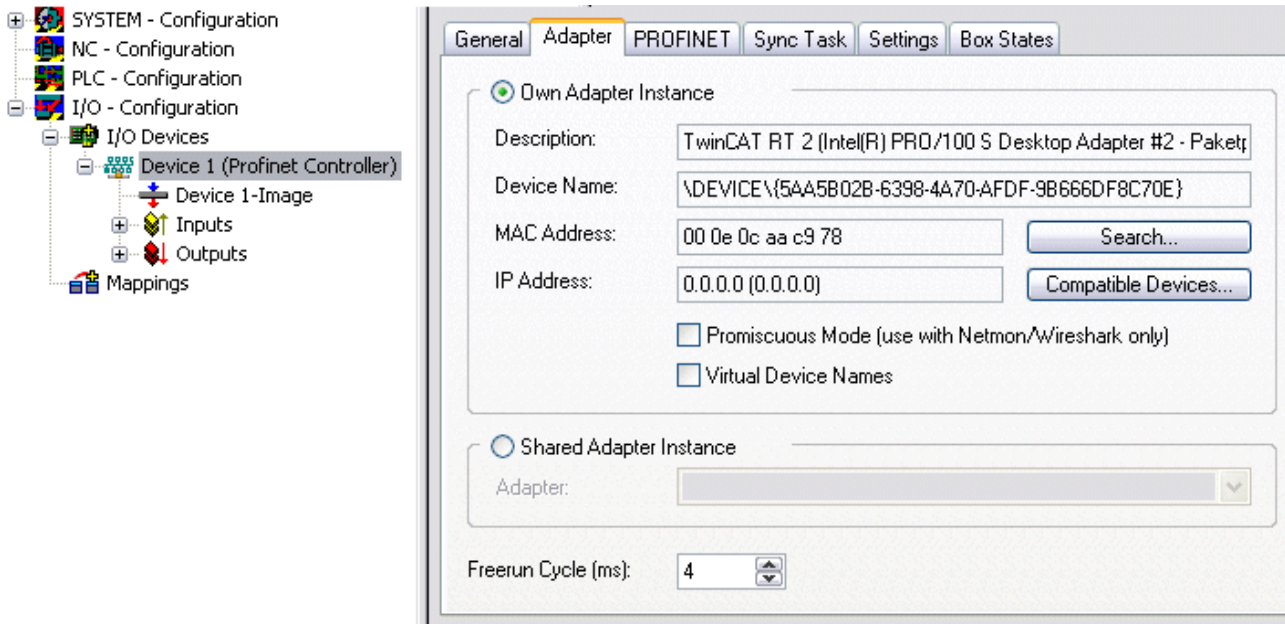 SYSTEM - Configuration
NC - Configuration
PLC - Configuration
I/O - Configuration
I/O Devices
Device 1 (Profinet Controller)
Device 1-Image
Inputs
Outputs
Mappings
General Adapter PROFINET Sync Task Settings Box States
Own Adapter Instance
Description: TwinCAT RT 2 (Intel(R) PRO/100 S Desktop Adapter #2 - Paketp
Device Name: \DEVICE\{5AA5B02B-6398-4A70-AFDF-9B666DF8C70E}
MAC Address: 00 0e 0c aa c9 78 Search...
IP Address: 0.0.0.0 (0.0.0.0) Compatible Devices...
Promiscuous Mode (use with Netmon/Wireshark only)
Virtual Device Names
Shared Adapter Instance
Adapter:
Freerun Cycle (ms): 4